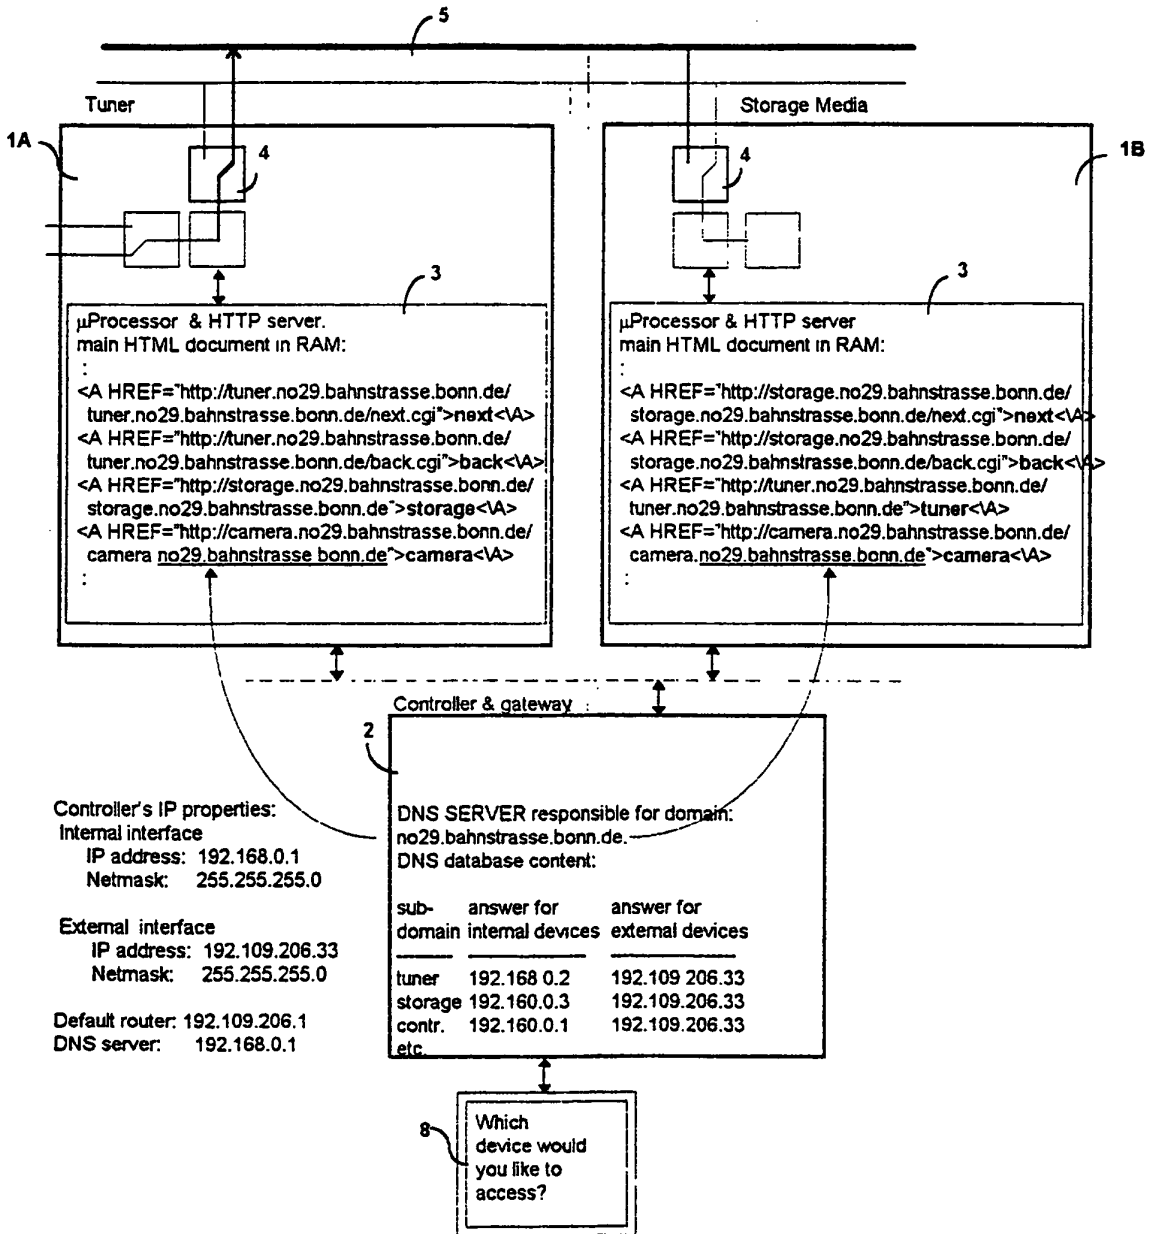 5
Tuner
Storage Media
1A
4
4
1B
3
µProcessor & HTTP server.
main HTML document in RAM:
:
<A HREF="http://tuner.no29.bahnstrasse.bonn.de/
tuner.no29.bahnstrasse.bonn.de/next.cgi">next<\A>
<A HREF="http://tuner.no29.bahnstrasse.bonn.de/
tuner.no29.bahnstrasse.bonn.de/back.cgi">back<\A>
<A HREF="http://storage.no29.bahnstrasse.bonn.de/
storage.no29.bahnstrasse.bonn.de">storage<\A>
<A HREF="http://camera.no29.bahnstrasse.bonn.de/
camera no29.bahnstrasse bonn.de">camera<\A>
:
3
µProcessor & HTTP server
main HTML document in RAM:
:
<A HREF="http://storage.no29.bahnstrasse.bonn.de/
storage.no29.bahnstrasse.bonn.de/next.cgi">next<\A>
<A HREF="http://storage.no29.bahnstrasse.bonn.de/
storage.no29.bahnstrasse.bonn.de/back.cgi">back<\A>
<A HREF="http://tuner.no29.bahnstrasse.bonn.de/
tuner.no29.bahnstrasse.bonn.de">tuner<\A>
<A HREF="http://camera.no29.bahnstrasse.bonn.de/
camera.no29.bahnstrasse.bonn.de">camera<\A>
:
Controller & gateway
2
DNS SERVER responsible for domain:
no29.bahnstrasse.bonn.de.
DNS database content:
sub- answer for answer for
domain internal devices external devices
tuner 192.168 0.2 192.109 206.33
storage 192.160.0.3 192.109.206.33
contr. 192.160.0.1 192.109.206.33
etc.
Controller's IP properties:
Internal interface
IP address: 192.168.0.1
Netmask: 255.255.255.0
External interface
IP address: 192.109.206.33
Netmask: 255.255.255.0
Default router: 192.109.206.1
DNS server: 192.168.0.1
8
Which
device would
you like to
access?